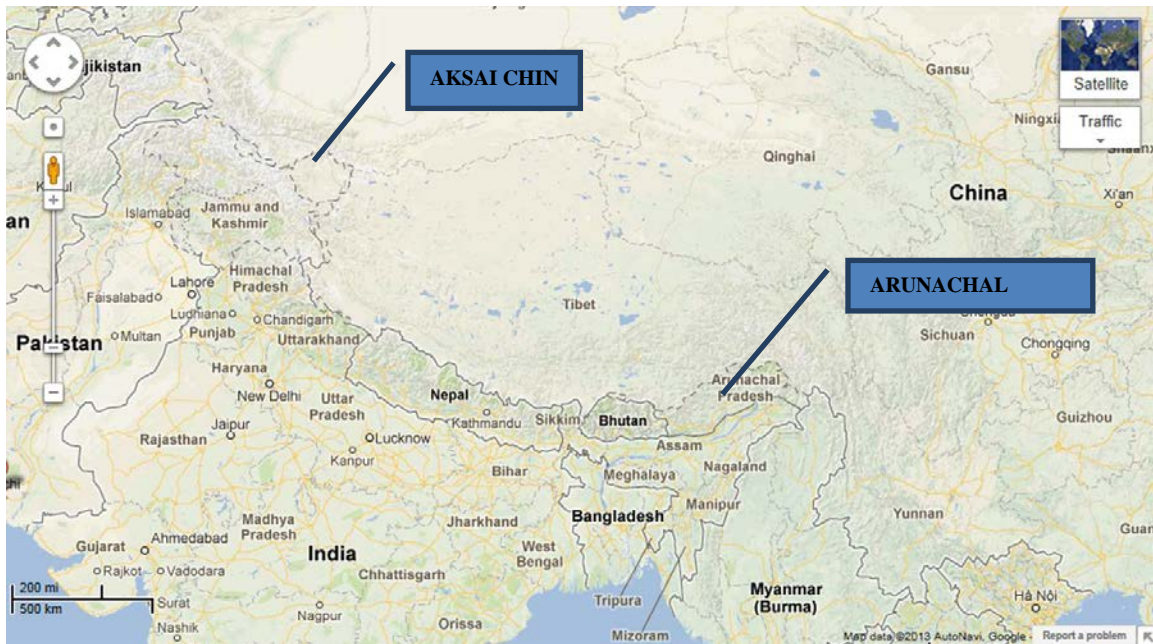 AKSAI CHIN
ARUNACHAL
Satellite
Traffic
jikistan
Gansu
Ningxi
Shaanx
Qinghai
China
Xi'an
Islamabad
Jammu and
Kashmir
an
Himachal
Pradesh
Lahore
Faisalabad
Tibet
Ludhiana
Chandigarh
Punjab
Multan
Uttarakhand
Pakistan
Sichuan
Chongqing
Haryana
New Delhi
Nepal
Arunachal
Pradesh
Uttar
Pradesh
Kathmandu
Sikkim
Bhutan
Guizhou
Jaipur
Rajasthan
Lucknow
Kanpur
Assam
Bihar
Nagaland
Meghalaya
Manipur
Bangladesh
Yunnan
Madhya
Pradesh
Jharkhand
Guan
Gujarat
Ahmedabad
India
West
Bengal
Rajkot
Vadodara
Chhattisgarh
Myanmar
(Burma)
200 mi
500 km
Surat
Nagpur
Tripura
Hà Nội
Nashik
Orissa
Mizoram
Map data ©2013 AutoNavi, Google -
Report a problem